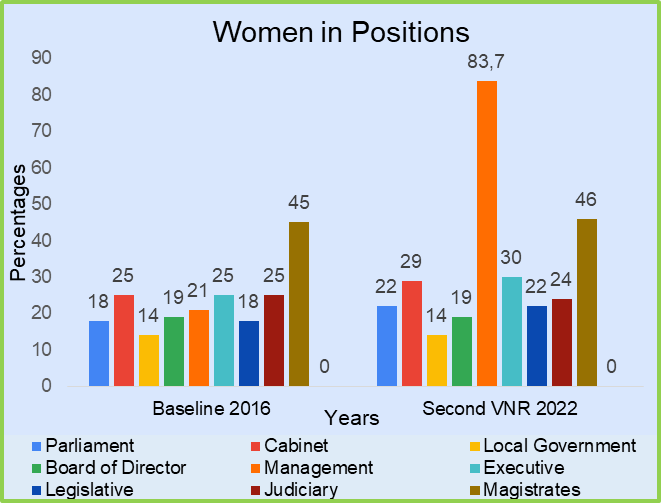 Women in Positions
Percentages
90
80
70
60
50
40
30
20
10
0
18
25
14
19
21
25
18
25
45
0
22
29
14
19
83,7
30
22
24
46
0
Baseline 2016
Second VNR 2022
Years
Parliament
Cabinet
Local Government
Board of Director
Management
Executive
Legislative
Judiciary
Magistrates